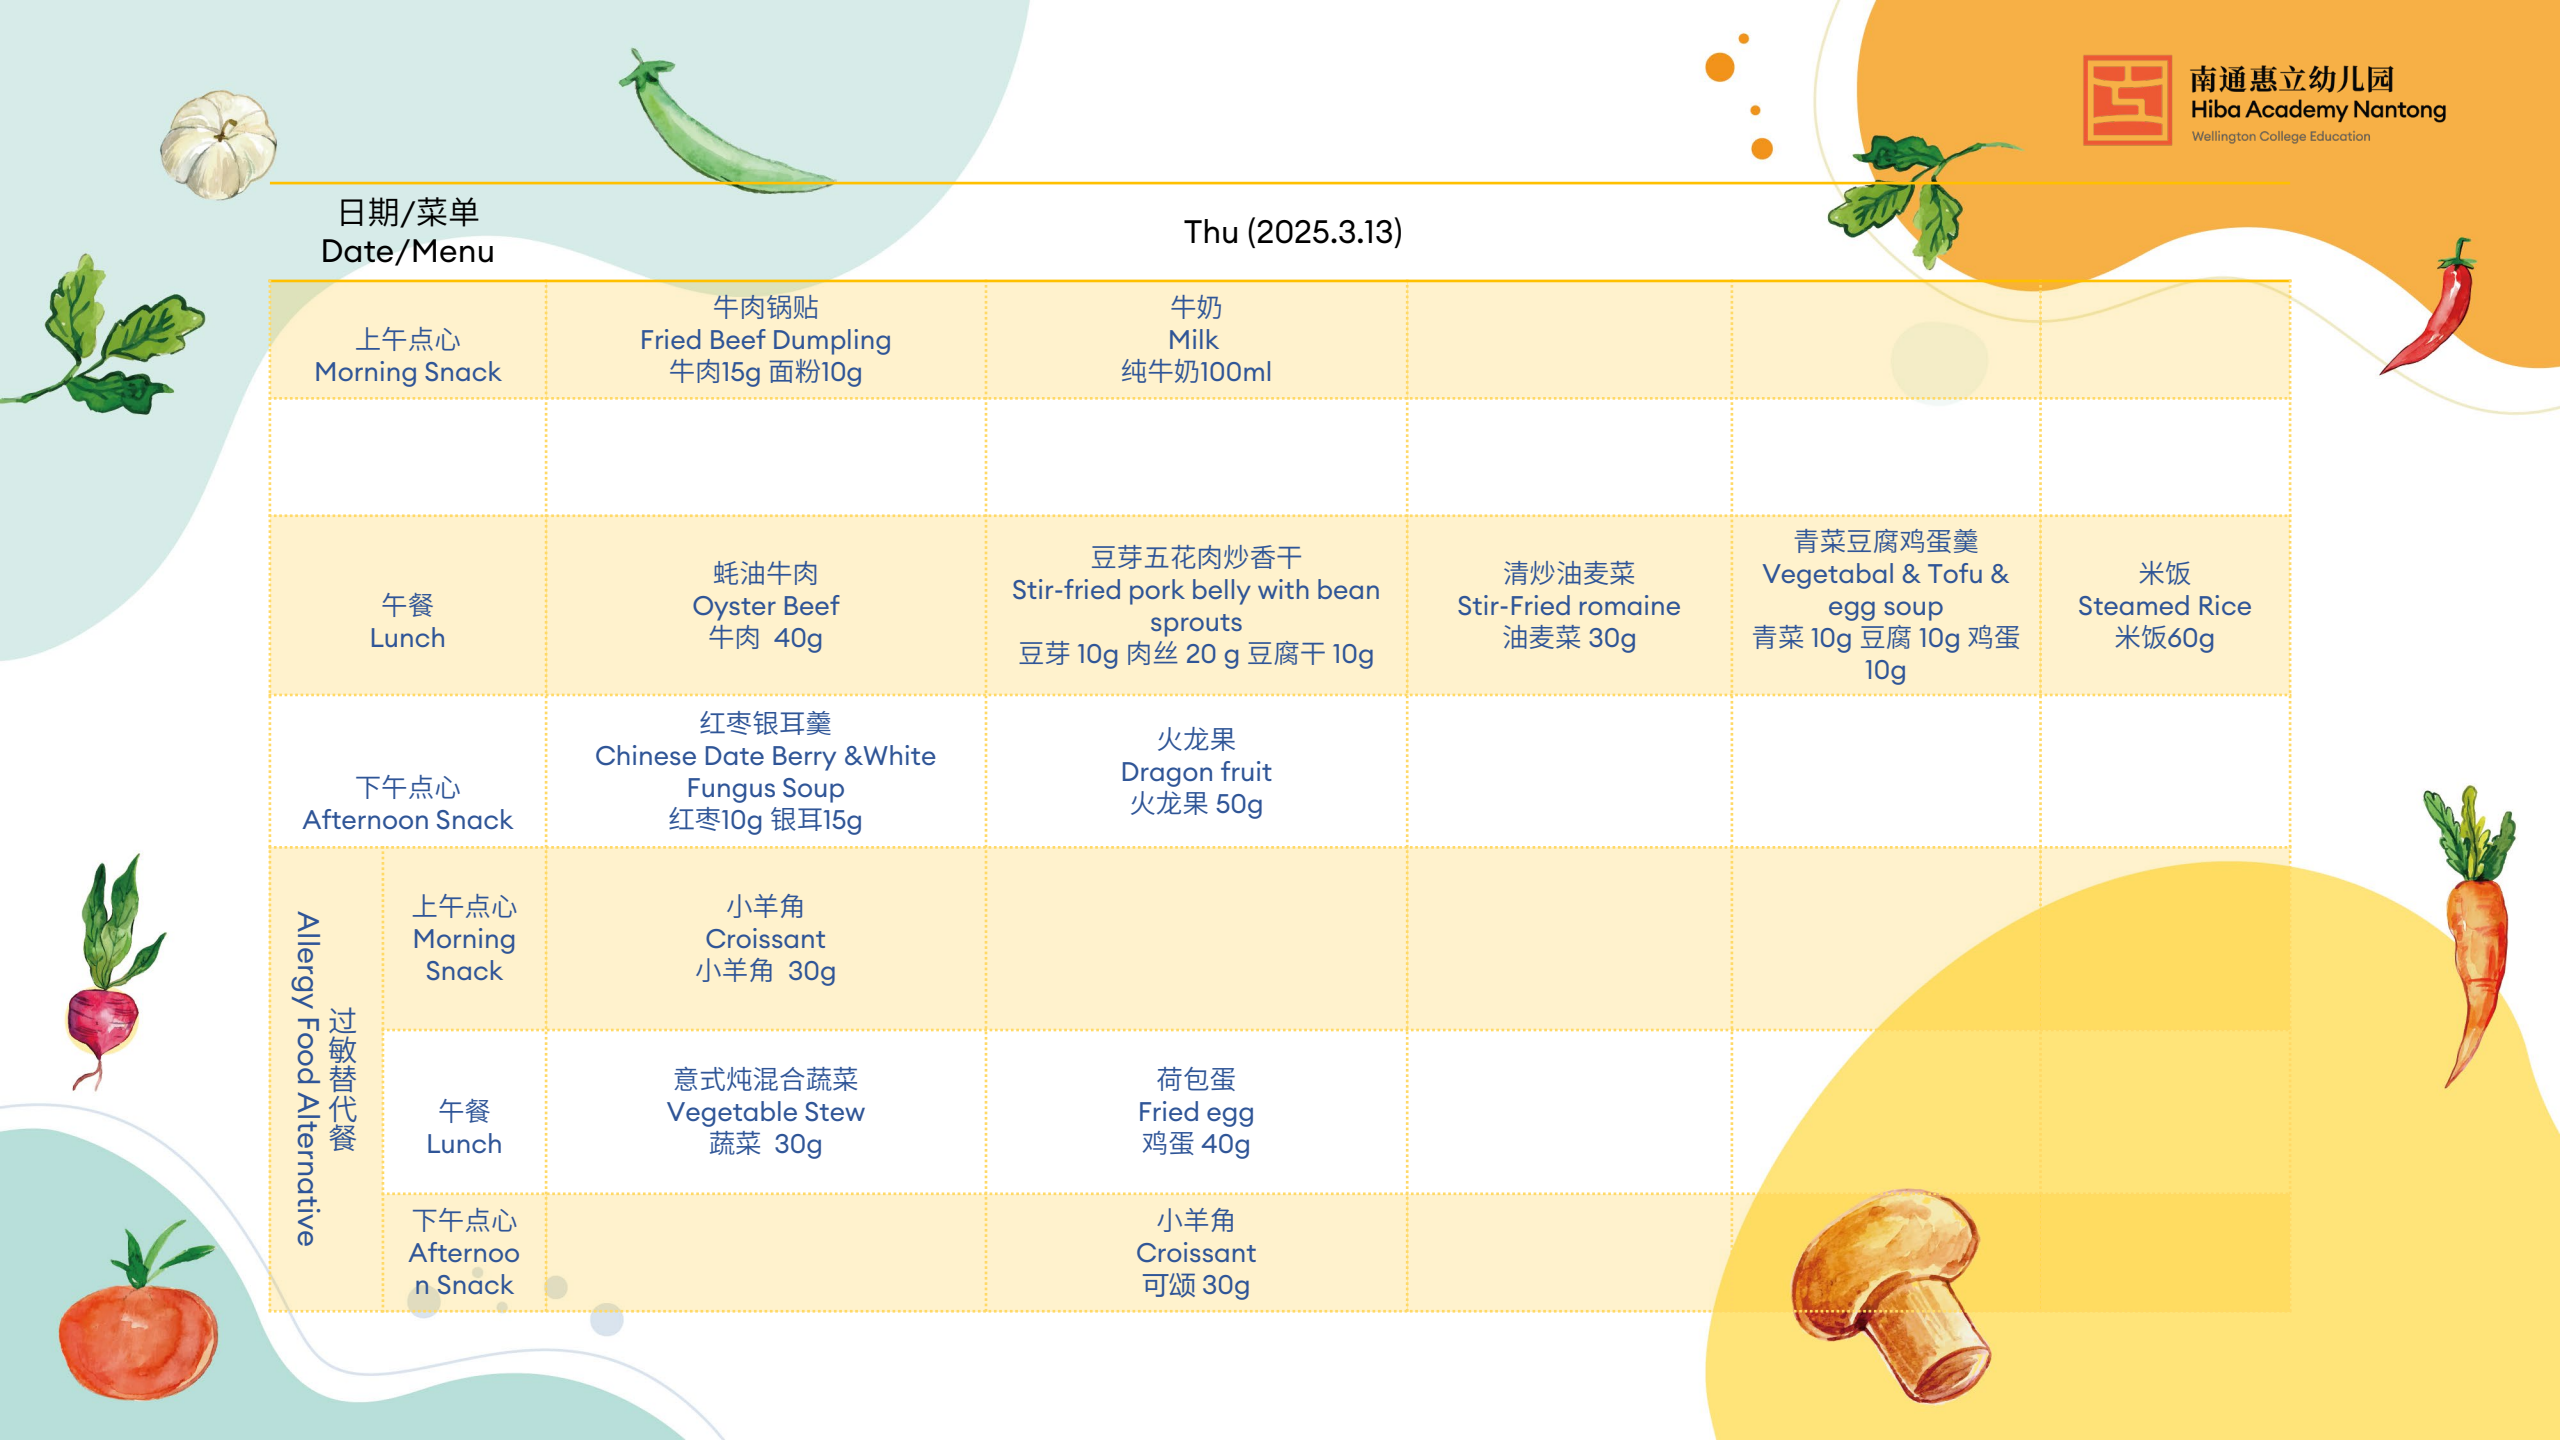 南通惠立幼儿园
Hiba Academy Nantong
Wellington College Education
日期/菜单
Date/Menu
Thu (2025.3.13)
上午点心
Morning Snack
牛肉锅贴
Fried Beef Dumpling
牛肉15g 面粉10g
牛奶
Milk
纯牛奶100ml
午餐
Lunch
蚝油牛肉
Oyster Beef
牛肉 40g
豆芽五花肉炒香干
Stir-fried pork belly with bean
sprouts
豆芽 10g 肉丝 20 g 豆腐干 10g
清炒油麦菜
Stir-Fried romaine
油麦菜 30g
青菜豆腐鸡蛋羹
Vegetabal & Tofu &
egg soup
青菜 10g 豆腐 10g 鸡蛋
10g
米饭
Steamed Rice
米饭60g
下午点心
Afternoon Snack
红枣银耳羹
Chinese Date Berry &White
Fungus Soup
红枣10g 银耳15g
火龙果
Dragon fruit
火龙果 50g
过敏替代餐
Allergy Food Alternative
上午点心
Morning
Snack
小羊角
Croissant
小羊角 30g
午餐
Lunch
意式炖混合蔬菜
Vegetable Stew
蔬菜 30g
荷包蛋
Fried egg
鸡蛋 40g
下午点心
Afternoo
n Snack
小羊角
Croissant
可颂 30g